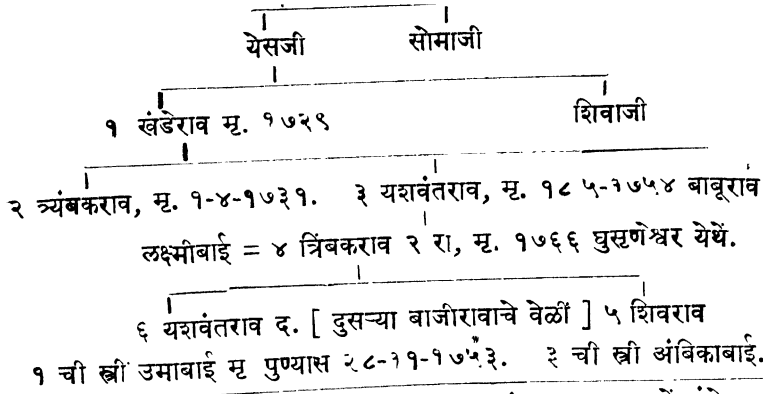 येसजी सोमाजी
१ खंडेराव मृ. १७२९ शिवाजी
२ त्र्यंबकराव, मृ. १-४-१७३१. ३ यशवंतराव, मृ. १८ ५-१७५४ बाबूराव
लक्ष्मीबाई = ४ त्रिंबकराव २ रा, मृ. १७६६ घुसृणेश्वर येथें.
६ यशवंतराव द. [ दुसऱ्या बाजीरावाचे वेळीं ] ५ शिवराव
१ ची स्त्री उमाबाई मृ पुण्यास २८-११-१७५३. २ ची स्त्री अंबिकाबाई.